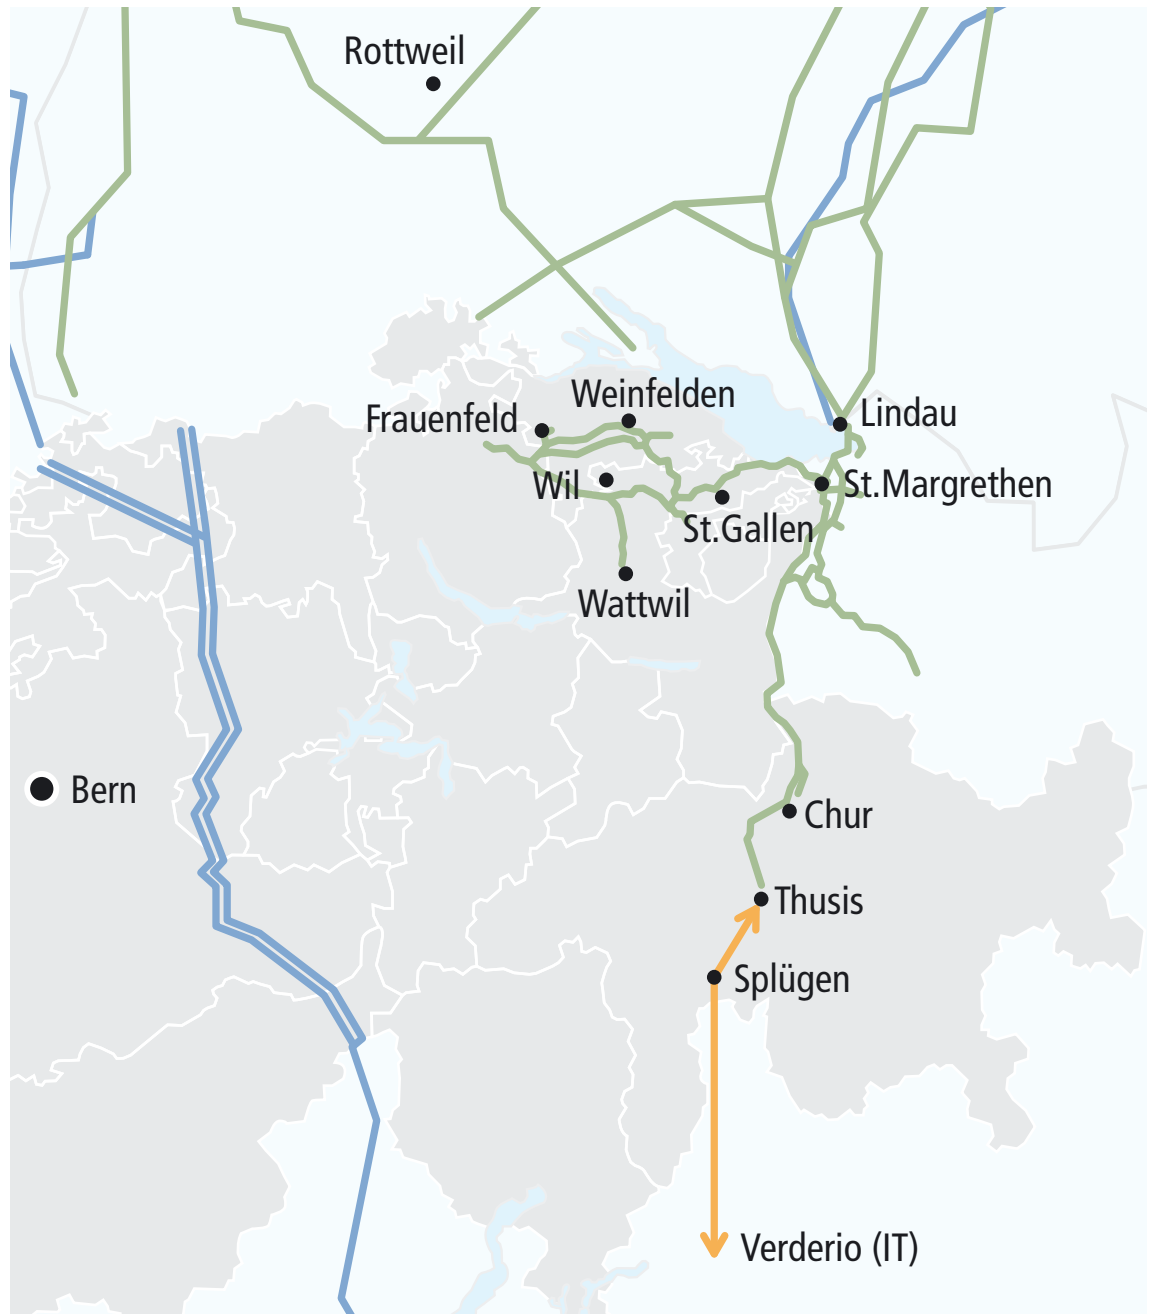 Rottweil
Weinfelden
Frauenfeld
Lindau
Wil
St.Margrethen
St.Gallen
Wattwil
Bern
Chur
Thusis
Splügen
Verderio (IT)